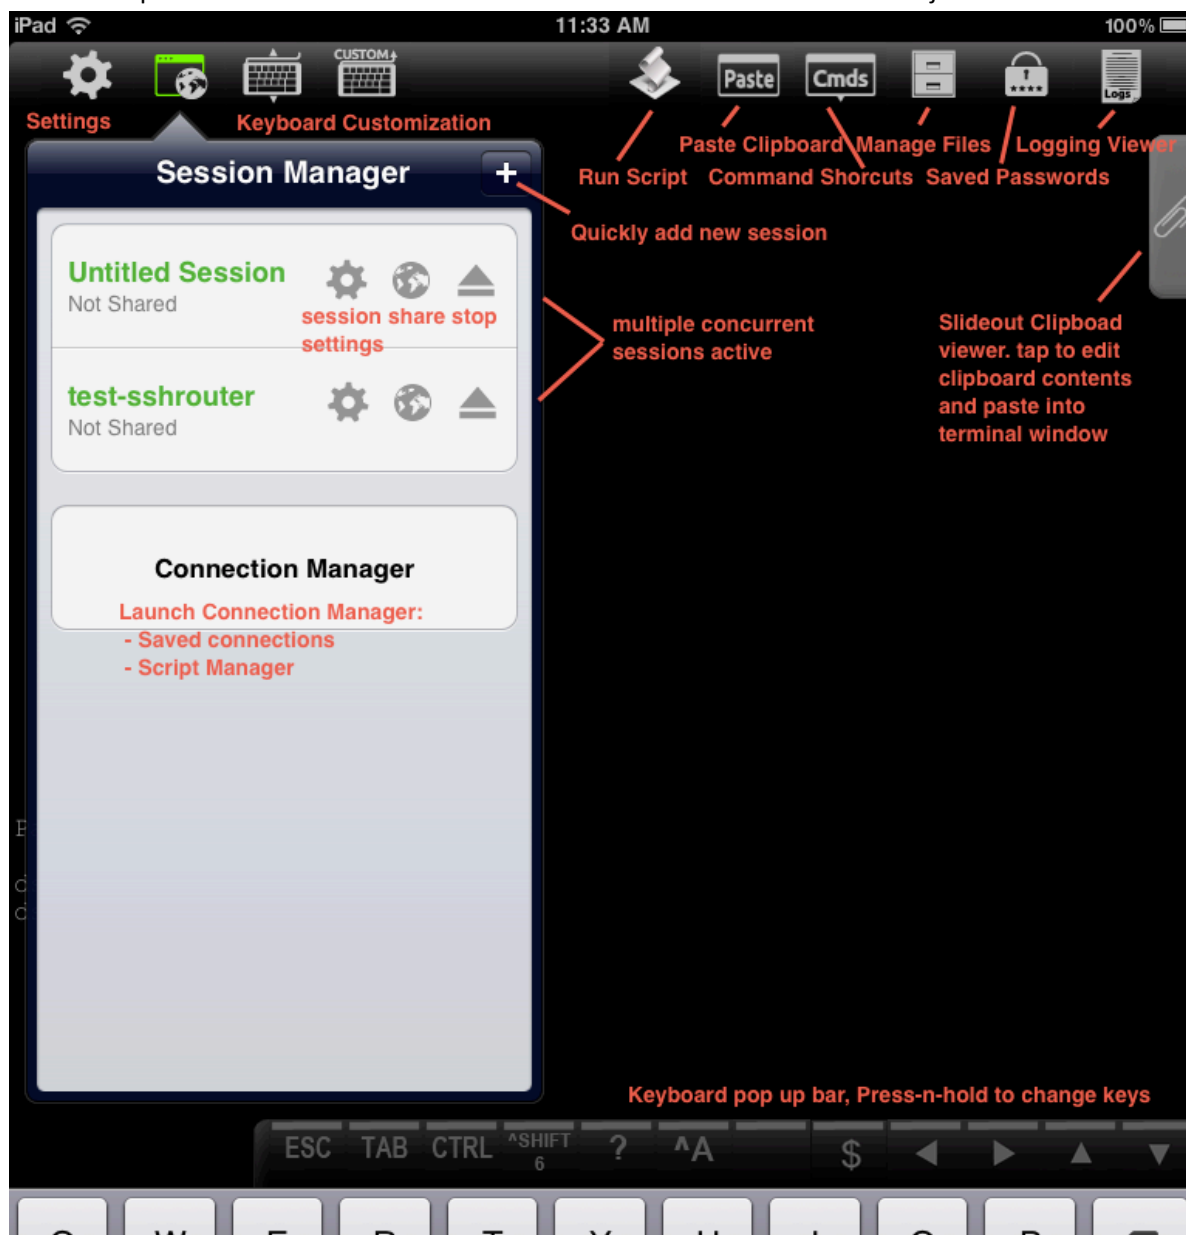 iPad 11:33 AM 100%
CUSTOM
Paste Cmds ****
Logs
Settings Keyboard Customization
Paste Clipboard Manage Files Logging Viewer
Session Manager +
Run Script Command Shorcuts Saved Passwords
Quickly add new session
Untitled Session
Not Shared
session share stop
settings
multiple concurrent
sessions active
Slideout Clipboad
viewer. tap to edit
clipboard contents
and paste into
terminal window
test-sshrouter
Not Shared
Connection Manager
Launch Connection Manager:
- Saved connections
- Script Manager
Keyboard pop up bar, Press-n-hold to change keys
ESC TAB CTRL ^SHIFT 6 ? ^A $